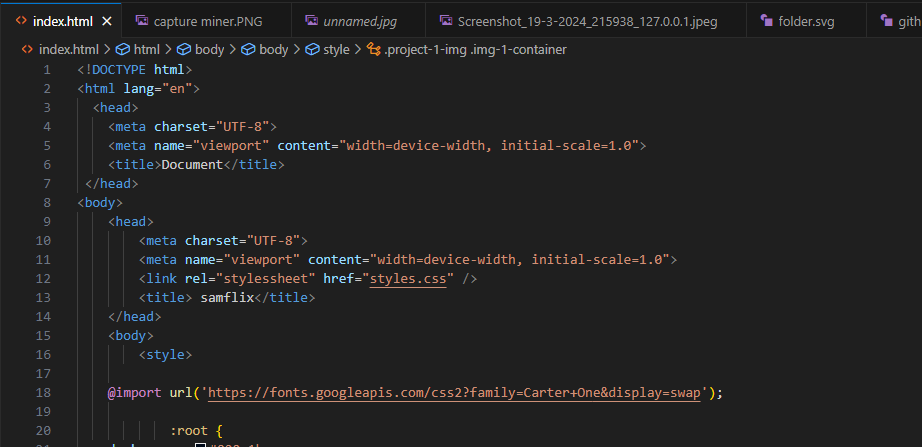 index.html capture miner.PNG unnamed.jpg Screenshot_19-3-2024_215938_127.0.0.1.jpeg folder.svg gith
index.html > html > body > body > style > .project-1-img .img-1-container
1 <!DOCTYPE html>
2 <html lang="en">
3 <head>
4 <meta charset="UTF-8">
5 <meta name="viewport" content="width=device-width, initial-scale=1.0">
6 <title>Document</title>
7 </head>
8 <body>
9 <head>
10 <meta charset="UTF-8">
11 <meta name="viewport" content="width=device-width, initial-scale=1.0">
12 <link rel="stylessheet" href="styles.css" />
13 <title> samflix</title>
14 </head>
15 <body>
16 <style>
17
18 @import url('https://fonts.googleapis.com/css2?family=Carter+One&display=swap');
19
20 :root {